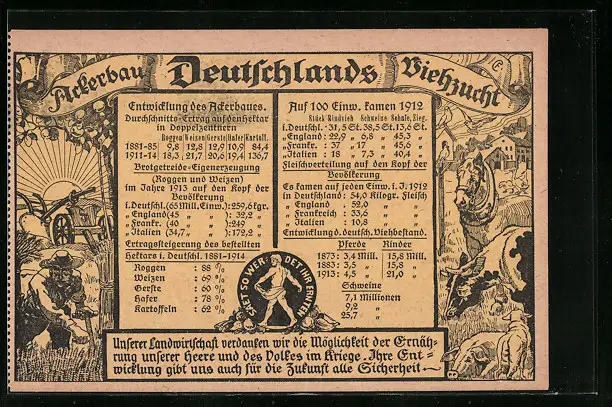 Ackerbau Deutschlands Viehzucht
Entwicklung des Ackerbaues.
Durchschnitts-Ertrag auf den Hektar
in Doppelzentnern
Roggen Weizen Gerste Hafer Kartoff.
1881-85 9,8 12,8 12,9 10,9 84,4
1911-14 18,3 21,7 20,6 19,4 136,7
Brotgetreide-Eigenerzeugung
(Roggen und Weizen)
im Jahre 1913 auf den Kopf der
Bevölkerung
i. Deutschl. (65 Mill. Einw.): 259,6 kgr.
„ England (45 „ „ ): 32,2 „
„ Frankr. (40 „ „ ): 249 „
„ Italien (34,7 „ „ ): 172,2 „
Ertragssteigerung des bestellten
Hektars i. Deutschl. 1881-1914
Roggen : 88 %
Weizen : 69 %
Gerste : 60 %
Hafer : 78 %
Kartoffeln : 62 %
Auf 100 Einw. kamen 1912
Stück Rindvieh Schweine Schafe, Zieg.
i. Deutschl.: 31,5 St. 38,5 St. 13,6 St.
„ England: 22,9 „ 6,8 „ 45,3 „
„ Frankr. : 37 „ 17 „ 45,6 „
„ Italien : 18 „ 7,3 „ 40,4 „
Fleischverteilung auf den Kopf der
Bevölkerung
Es kamen auf jeden Einw. i. J. 1912
in Deutschland : 54,0 Kilogr. Fleisch
„ England : 52,0 „ „
„ Frankreich : 33,6 „ „
„ Italien : 10,8 „ „
Entwicklung d. deutsch. Viehbestand.
Pferde Rinder
1873: 3,4 Mill. 15,8 Mill.
1883: 3,5 „ 15,8 „
1913: 4,5 „ 21,0 „
Schweine
7,1 Millionen
9,2 „
25,7 „
SÆT SO WERDET IHR ERNTEN
Unserer Landwirtschaft verdanken wir die Möglichkeit der Ernäh-
rung unserer Heere und des Volkes im Kriege. Ihre Ent-
wicklung gibt uns auch für die Zukunft alle Sicherheit